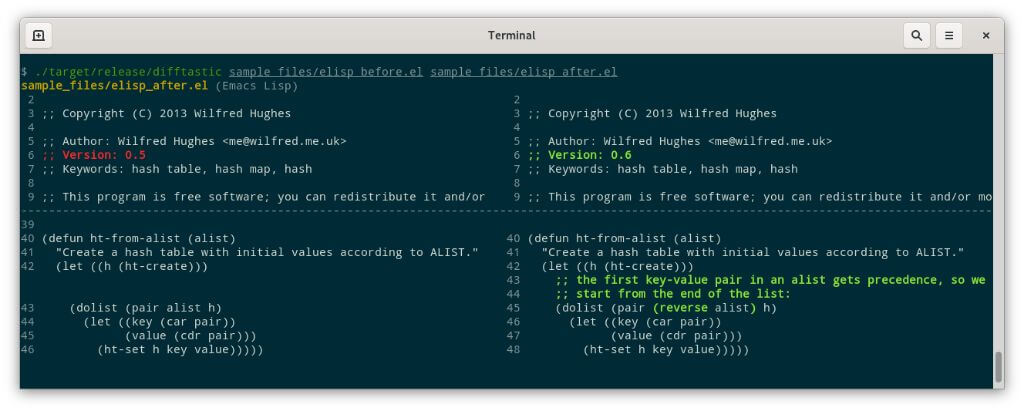 Terminal
$ ./target/release/difftastic sample_files/elisp_before.el sample_files/elisp_after.el
sample_files/elisp_after.el (Emacs Lisp)
2 2
3 ;; Copyright (C) 2013 Wilfred Hughes 3 ;; Copyright (C) 2013 Wilfred Hughes
4 4
5 ;; Author: Wilfred Hughes <me@wilfred.me.uk> 5 ;; Author: Wilfred Hughes <me@wilfred.me.uk>
6 ;; Version: 0.5 6 ;; Version: 0.6
7 ;; Keywords: hash table, hash map, hash 7 ;; Keywords: hash table, hash map, hash
8 8
9 ;; This program is free software; you can redistribute it and/or 9 ;; This program is free software; you can redistribute it and/or mo
39
40 (defun ht-from-alist (alist) 40 (defun ht-from-alist (alist)
41 "Create a hash table with initial values according to ALIST." 41 "Create a hash table with initial values according to ALIST."
42 (let ((h (ht-create))) 42 (let ((h (ht-create)))
43 ;; the first key-value pair in an alist gets precedence, so we
44 ;; start from the end of the list:
43 (dolist (pair alist h) 45 (dolist (pair (reverse alist) h)
44 (let ((key (car pair)) 46 (let ((key (car pair))
45 (value (cdr pair))) 47 (value (cdr pair)))
46 (ht-set h key value))))) 48 (ht-set h key value)))))